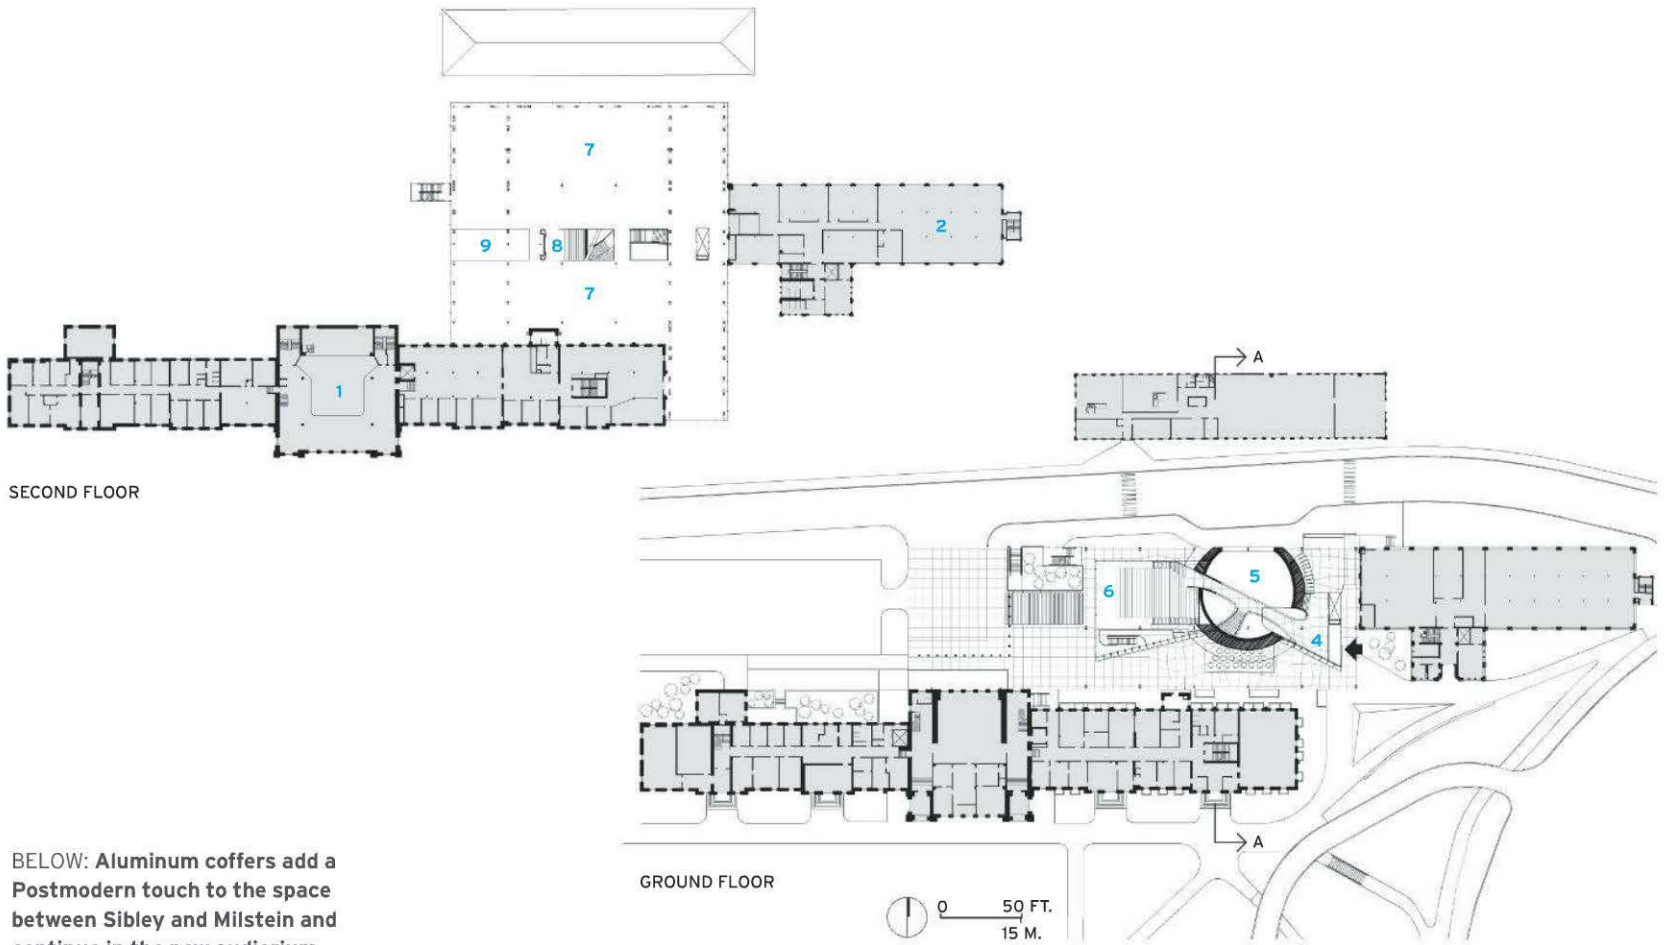 7
2
9
8
7
1
SECOND FLOOR
A
5
6
4
A
GROUND FLOOR
0 50 FT.
15 M.
BELOW: Aluminum coffers add a
Postmodern touch to the space
between Sibley and Milstein and